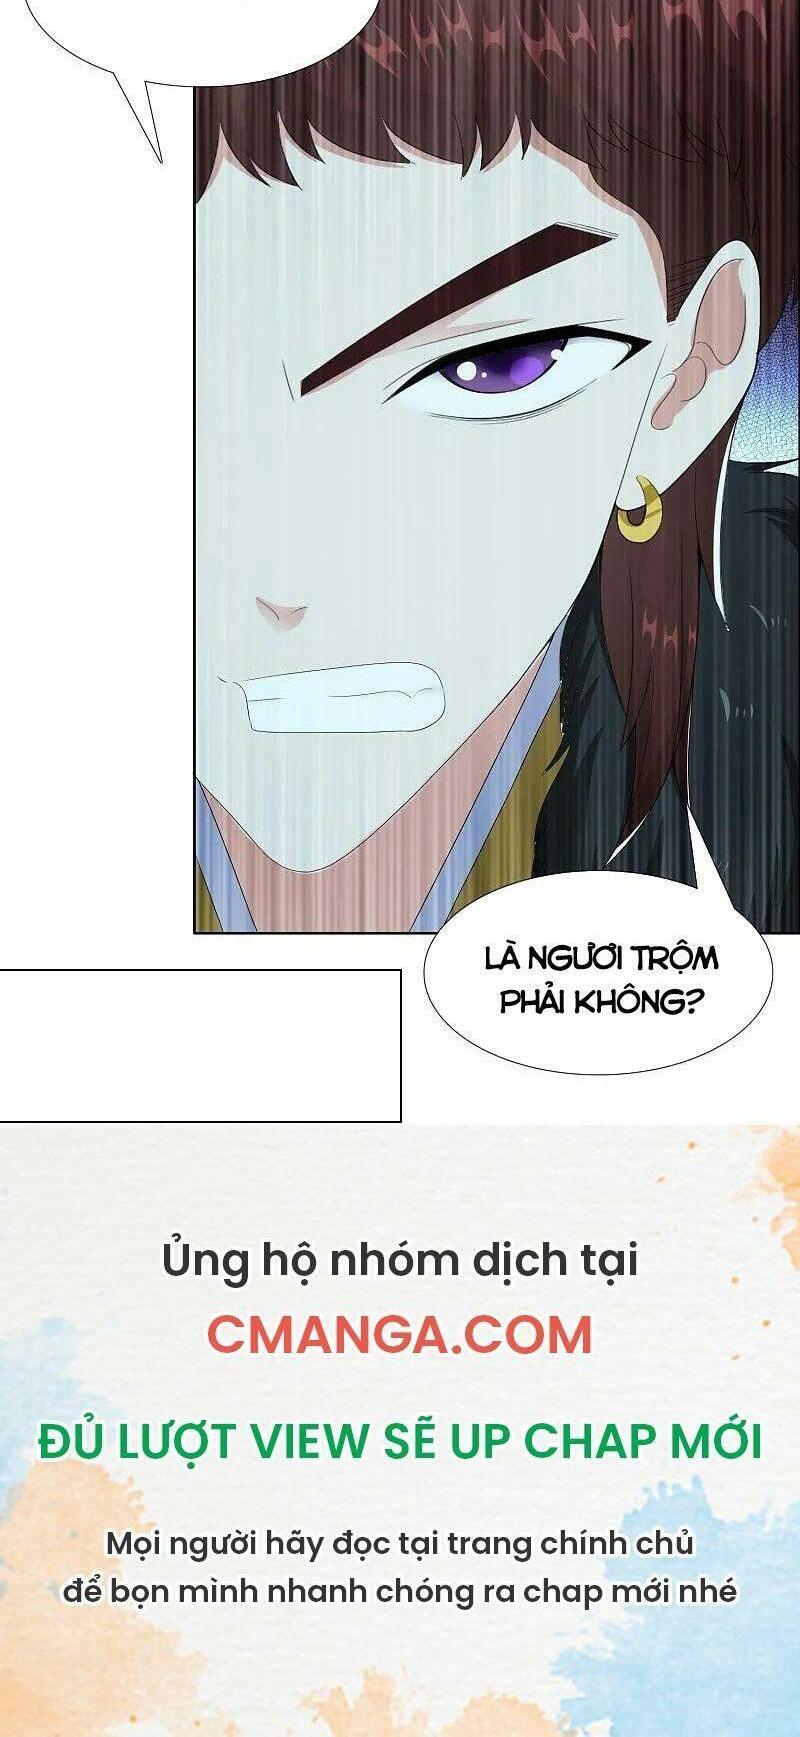 LÀ NGƯƠI TRỘM
PHẢI KHÔNG?
Ủng hộ nhóm dịch tại
CMANGA.COM
ĐỦ LƯỢT VIEW SẼ UP CHAP MỚI
Mọi người hãy đọc tại trang chính chủ
để bọn mình nhanh chóng ra chap mới nhé